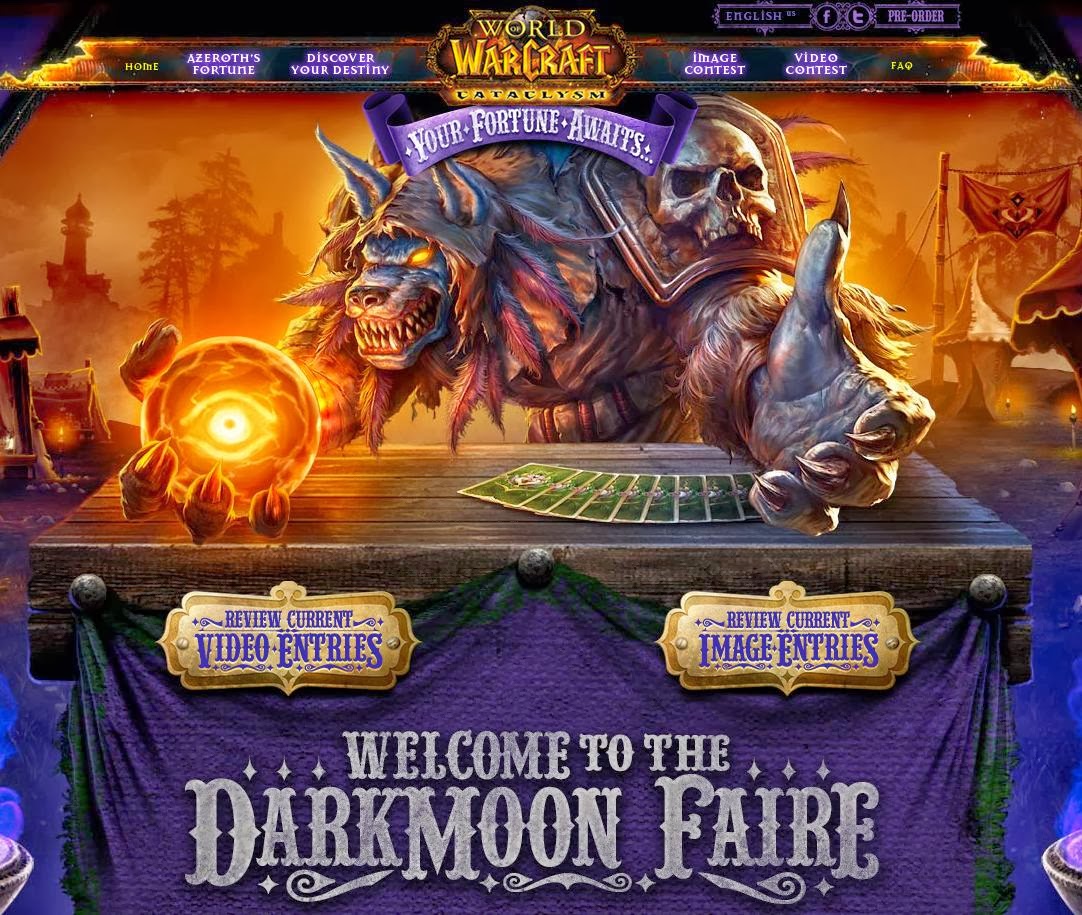 ENGLISH US
f
t
PRE-ORDER
WORLD
OF
WARCRAFT
CATACLYSM
HOME
AZEROTH'S
FORTUNE
DISCOVER
YOUR DESTINY
IMAGE
CONTEST
VIDEO
CONTEST
FAQ
YOUR·FORTUNE·AWAITS...
REVIEW CURRENT
VIDEO·ENTRIES
REVIEW CURRENT
IMAGE·ENTRIES
WELCOME TO THE
DARKMOON FAIRE